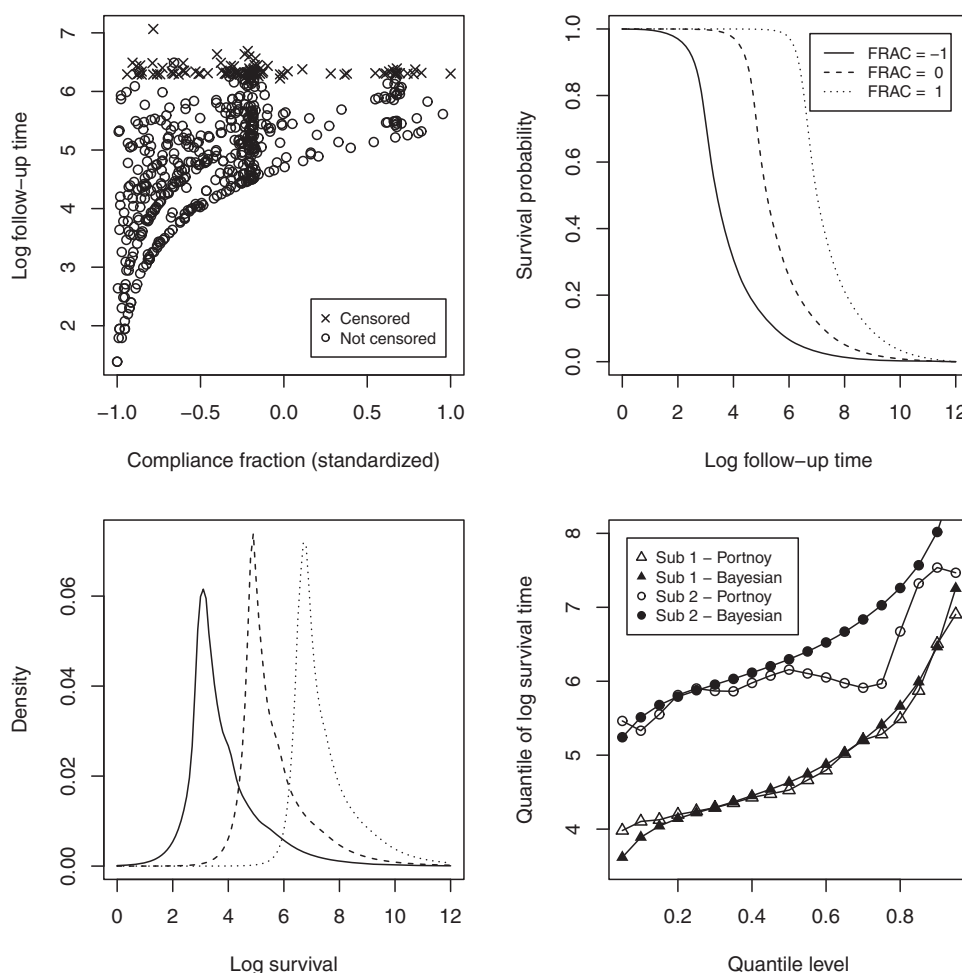 Log follow−up time
7
6
5
4
3
2
× Censored
○ Not censored
−1.0 −0.5 0.0 0.5 1.0
Compliance fraction (standardized)
Survival probability
1.0
0.8
0.6
0.4
0.2
0.0
FRAC = −1
FRAC = 0
FRAC = 1
0 2 4 6 8 10 12
Log follow−up time
Density
0.06
0.04
0.02
0.00
0 2 4 6 8 10 12
Log survival
Quantile of log survival time
8
7
6
5
4
Sub 1 − Portnoy
Sub 1 − Bayesian
Sub 2 − Portnoy
Sub 2 − Bayesian
0.2 0.4 0.6 0.8
Quantile level